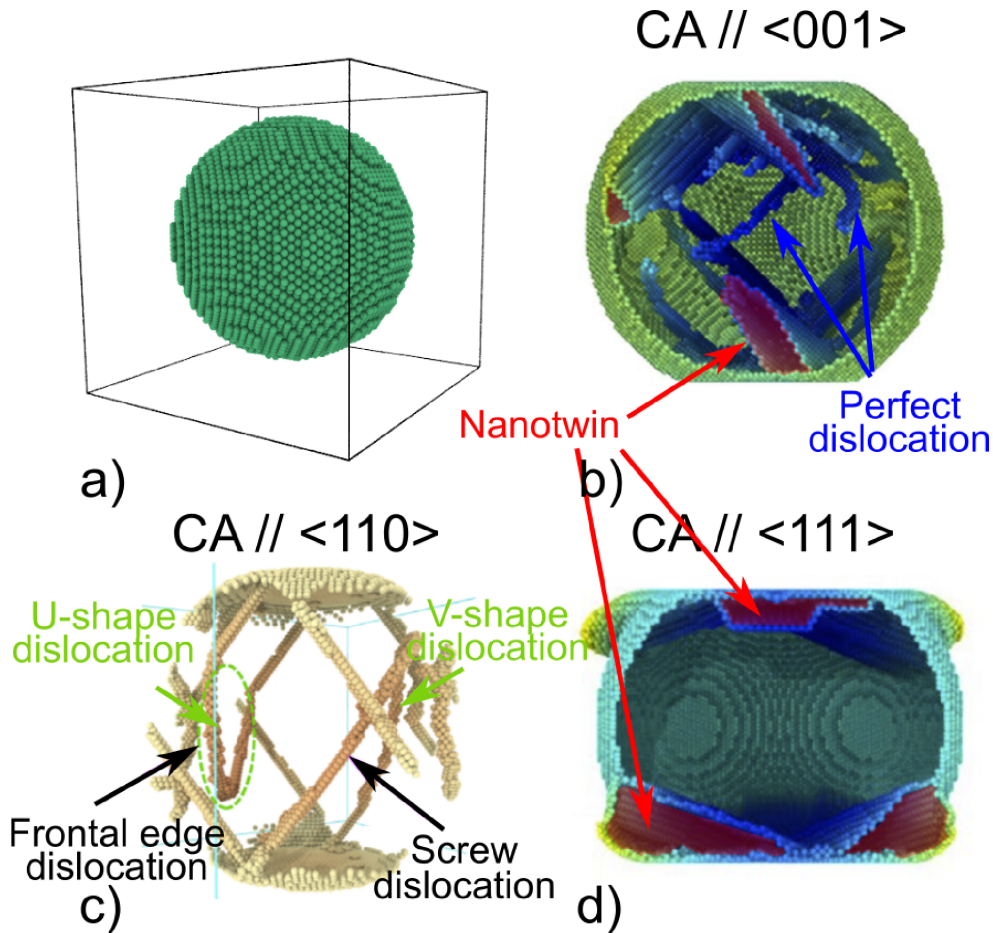 CA // <001>
a)
Nanotwin
Perfect
dislocation
b)
CA // <110>
CA // <111>
U-shape
dislocation
V-shape
dislocation
Frontal edge
dislocation
Screw
dislocation
c)
d)